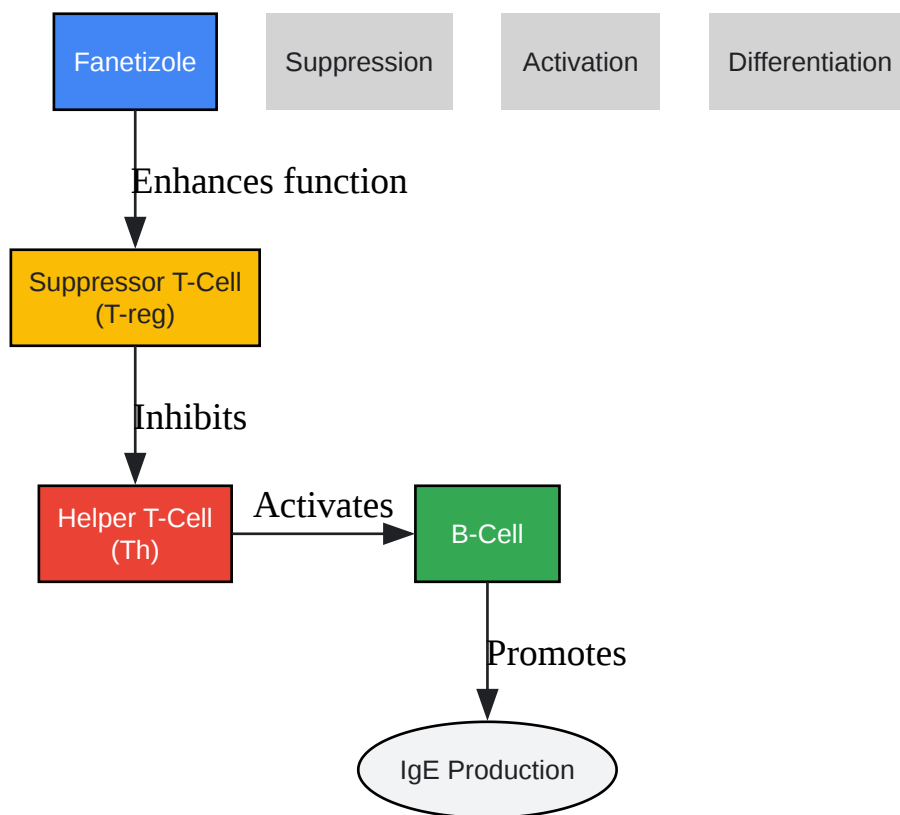 Fanetizole
Suppression
Activation
Differentiation
Enhances function
Suppressor T-Cell
(T-reg)
Inhibits
Helper T-Cell
(Th)
Activates
B-Cell
Promotes
IgE Production